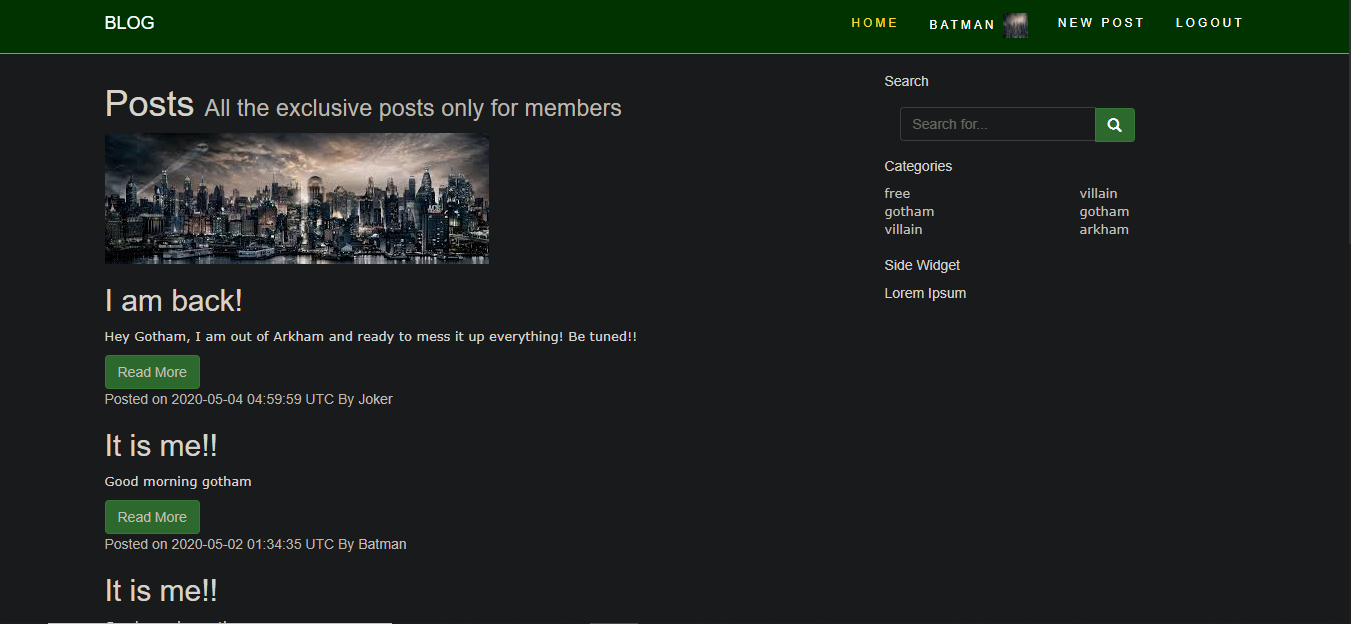 BLOG
HOME
BATMAN
NEW POST
LOGOUT
Posts All the exclusive posts only for members
I am back!
Hey Gotham, I am out of Arkham and ready to mess it up everything! Be tuned!!
Read More
Posted on 2020-05-04 04:59:59 UTC By Joker
It is me!!
Good morning gotham
Read More
Posted on 2020-05-02 01:34:35 UTC By Batman
It is me!!
Search
Search for...
Categories
free
gotham
villain
villain
gotham
arkham
Side Widget
Lorem Ipsum